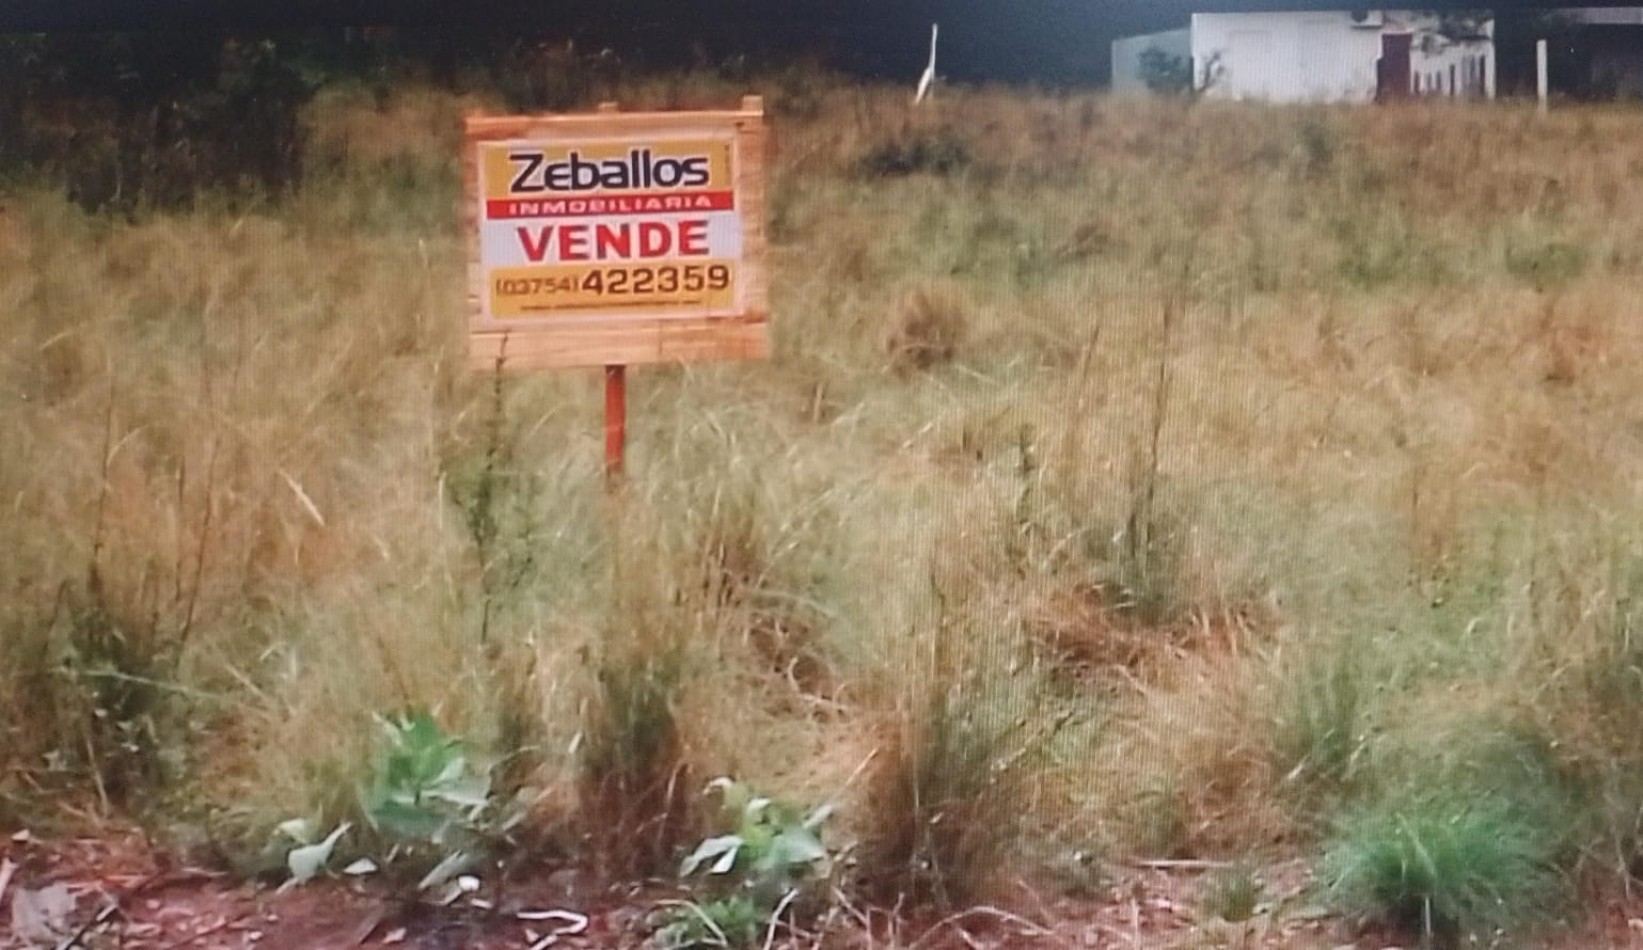 Zeballos
INMOBILIARIA
VENDE
(03754) 422359